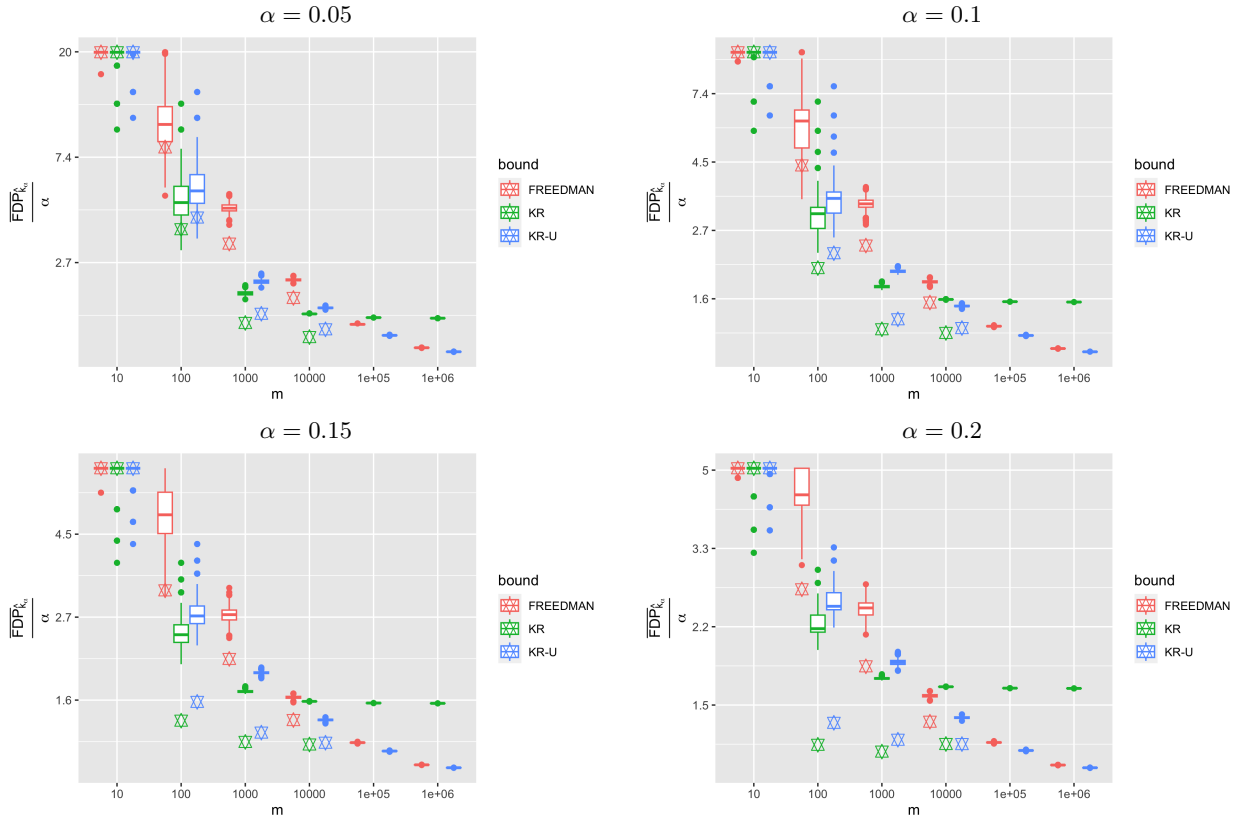 α = 0.05
20
7.4
2.7
10
100
1000
10000
1e+05
1e+06
m
bound
FREEDMAN
KR
KR-U
α = 0.1
7.4
4.5
2.7
1.6
10
100
1000
10000
1e+05
1e+06
m
bound
FREEDMAN
KR
KR-U
α = 0.15
4.5
2.7
1.6
10
100
1000
10000
1e+05
1e+06
m
bound
FREEDMAN
KR
KR-U
α = 0.2
5
3.3
2.2
1.5
10
100
1000
10000
1e+05
1e+06
m
bound
FREEDMAN
KR
KR-U